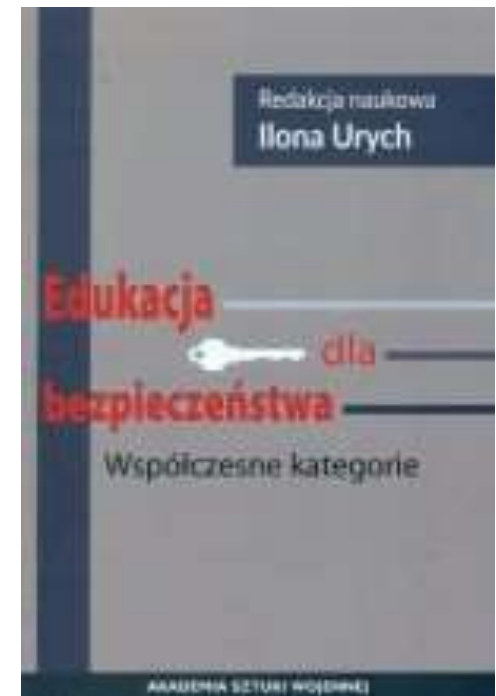 Redakcja naukowa
Ilona Urych
Edukacja
dla
bezpieczeństwa
Współczesne kategorie
AKADEMIA SZTUKI WOJENNEJ